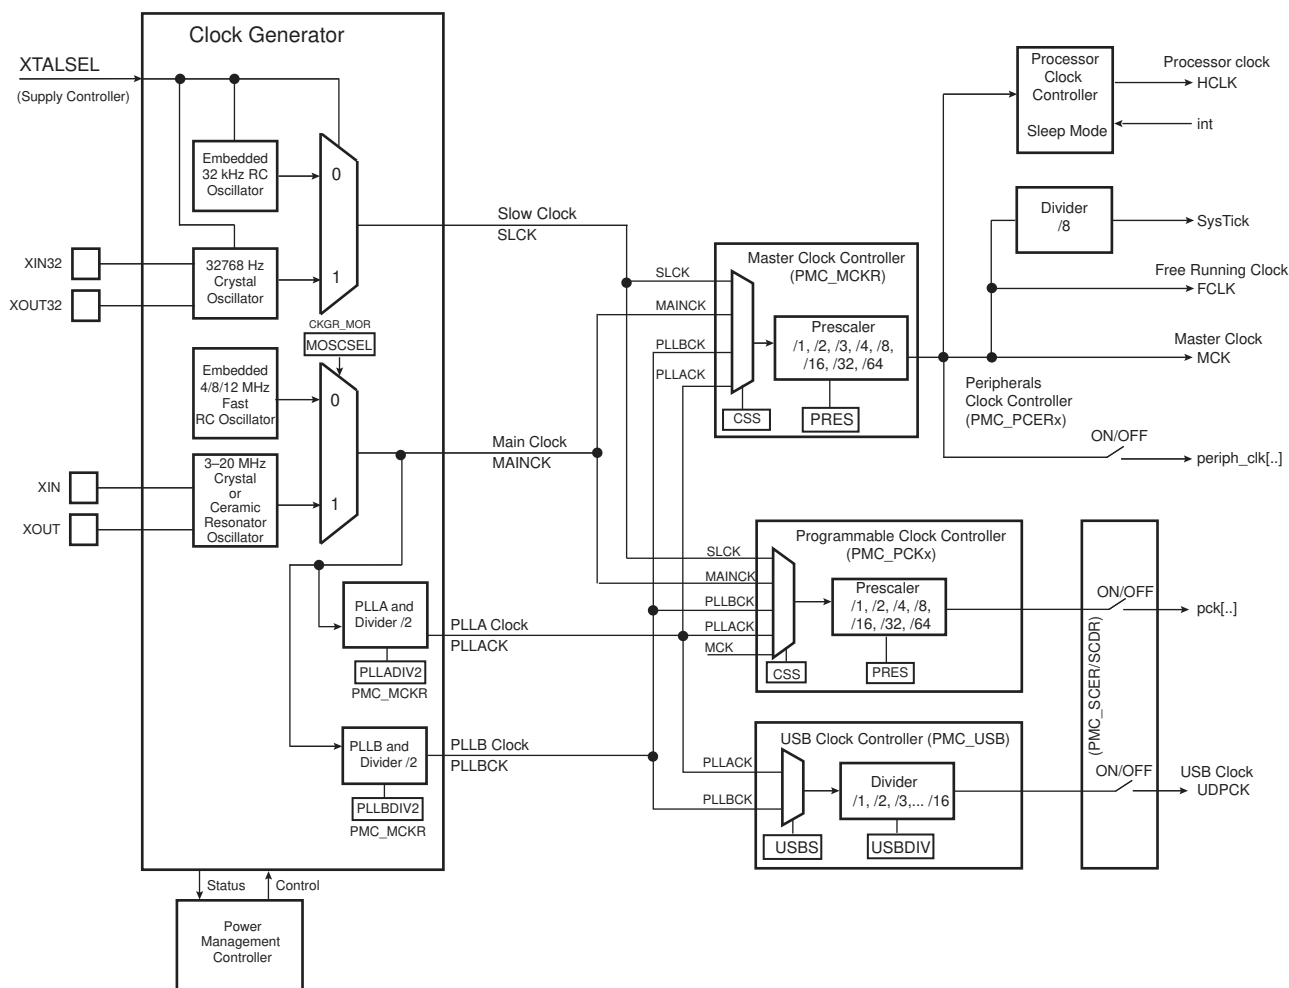 Clock Generator
XTALSEL
(Supply Controller)
Embedded
32 kHz RC
Oscillator
0
XIN32
XOUT32
32768 Hz
Crystal
Oscillator
1
Slow Clock
SLCK
CKGR_MOR
MOSCSEL
Embedded
4/8/12 MHz
Fast
RC Oscillator
0
XIN
XOUT
3–20 MHz
Crystal
or
Ceramic
Resonator
Oscillator
1
Main Clock
MAINCK
PLLA and
Divider /2
PLLADIV2
PMC_MCKR
PLLA Clock
PLLACK
PLLB and
Divider /2
PLLBDIV2
PMC_MCKR
PLLB Clock
PLLBCK
Status
Control
Power
Management
Controller
Master Clock Controller
(PMC_MCKR)
SLCK
MAINCK
PLLBCK
PLLACK
Prescaler
/1, /2, /3, /4, /8,
/16, /32, /64
CSS
PRES
Processor
Clock
Controller
Sleep Mode
Processor clock
HCLK
int
Divider
/8
SysTick
Free Running Clock
FCLK
Master Clock
MCK
Peripherals
Clock Controller
(PMC_PCERx)
ON/OFF
periph_clk[..]
Programmable Clock Controller
(PMC_PCKx)
SLCK
MAINCK
PLLBCK
PLLACK
MCK
Prescaler
/1, /2, /4, /8,
/16, /32, /64
CSS
PRES
ON/OFF
pck[..]
(PMC_SCER/SCDR)
USB Clock Controller (PMC_USB)
PLLACK
PLLBCK
Divider
/1, /2, /3,... /16
USBS
USBDIV
ON/OFF
USB Clock
UDPCK